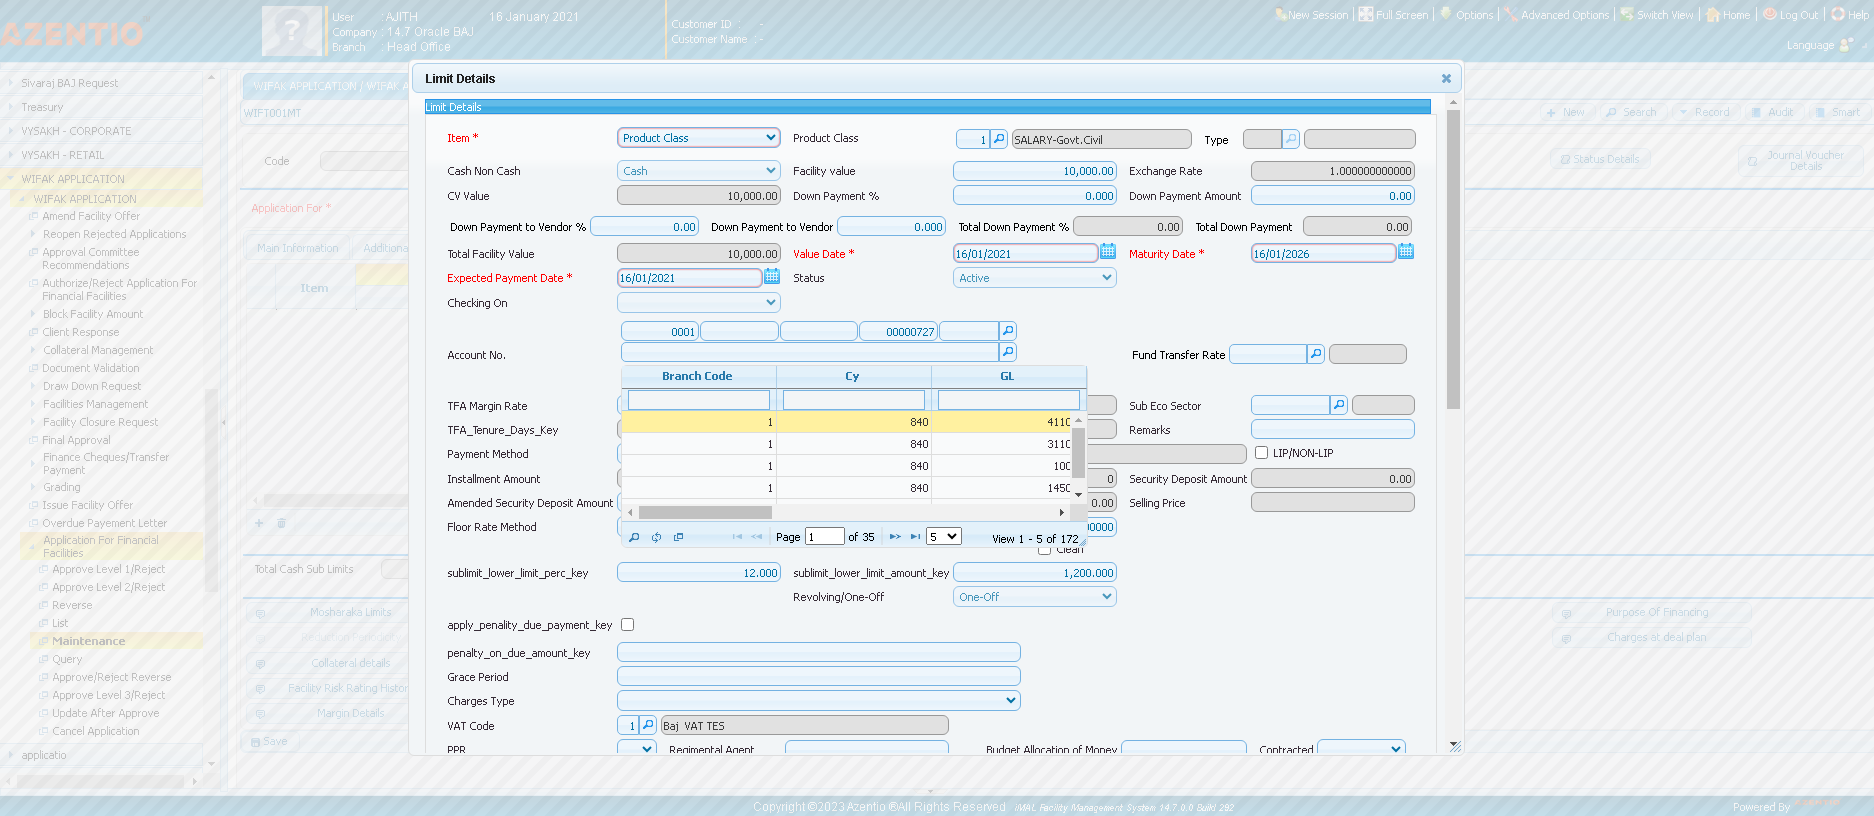 AZENTIO
User : AJITH 16 January 2021
Company : 14.7 Oracle BAJ
Branch : Head Office
Customer ID : -
Customer Name : -
New Session | Full Screen | Options | Advanced Options | Switch View | Home | Log Out | Help
Language
Sivaraj BAJ Request
Treasury
VYSAKH - CORPORATE
VYSAKH - RETAIL
WIFAK APPLICATION
WIFAK APPLICATION
Amend Facility Offer
Reopen Rejected Applications
Approval Committee
Recommendations
Authorize/Reject Application For
Financial Facilities
Block Facility Amount
Client Response
Collateral Management
Document Validation
Draw Down Request
Facilities Management
Facility Closure Request
Final Approval
Finance Cheques/Transfer
Payment
Grading
Issue Facility Offer
Overdue Payment Letter
Application For Financial
Facilities
Approve Level 1/Reject
Approve Level 2/Reject
Reverse
List
Maintenance
Query
Approve/Reject Reverse
Approve Level 3/Reject
Update After Approve
Cancel Application
applicatio
WIFAK APPLICATION / WIFAK A
WIFT001MT
Code
Application For *
Main Information
Additiona
Item
Total Cash Sub Limits
Mosharaka Limits
Collateral details
Facility Risk Rating Histor
Margin Details
Save
New Search Record Audit Smart
Status Details
Journal Voucher
Details
Purpose Of Financing
Charges at deal plan
Limit Details
Limit Details
Item * Product Class Product Class 1 SALARY-Govt.Civil Type
Cash Non Cash Cash Facility value 10,000.00 Exchange Rate 1.000000000000
CV Value 10,000.00 Down Payment % 0.000 Down Payment Amount 0.00
Down Payment to Vendor % 0.00 Down Payment to Vendor 0.000 Total Down Payment % 0.00 Total Down Payment 0.00
Total Facility Value 10,000.00 Value Date * 16/01/2021 Maturity Date * 16/01/2026
Expected Payment Date * 16/01/2021 Status Active
Checking On
0001 00000727
Account No. Fund Transfer Rate
Branch Code Cy GL
1 840 4110
1 840 3110
1 840 100
1 840 1450
Page 1 of 35 5 View 1 - 5 of 172
TFA Margin Rate Sub Eco Sector
TFA_Tenure_Days_Key Remarks
Payment Method LIP/NON-LIP
Installment Amount 0 Security Deposit Amount 0.00
Amended Security Deposit Amount 0.00 Selling Price
Floor Rate Method 00000
Clean
sublimit_lower_limit_perc_key 12.000 sublimit_lower_limit_amount_key 1,200.000
Revolving/One-Off One-Off
apply_penality_due_payment_key
penalty_on_due_amount_key
Grace Period
Charges Type
VAT Code 1 Baj VAT TES
PPR Regimental Agent Budget Allocation of Money Contracted
Copyright ©2023 Azentio ®All Rights Reserved iMAL Facility Management System 14.7.0.0 Build 292
Powered By